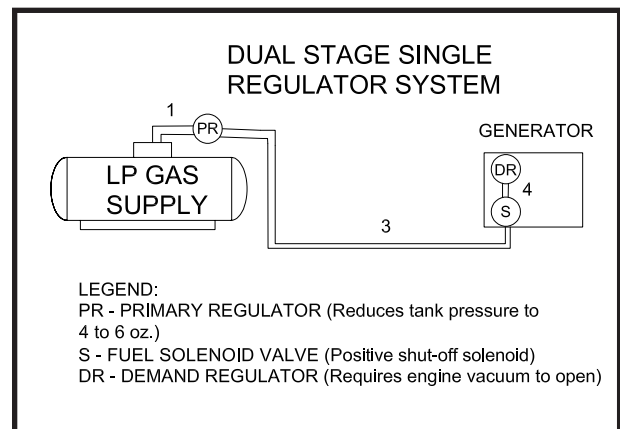 DUAL STAGE SINGLE
REGULATOR SYSTEM
1
PR
GENERATOR
LP GAS
SUPPLY
DR
4
S
3
LEGEND:
PR - PRIMARY REGULATOR (Reduces tank pressure to
4 to 6 oz.)
S - FUEL SOLENOID VALVE (Positive shut-off solenoid)
DR - DEMAND REGULATOR (Requires engine vacuum to open)